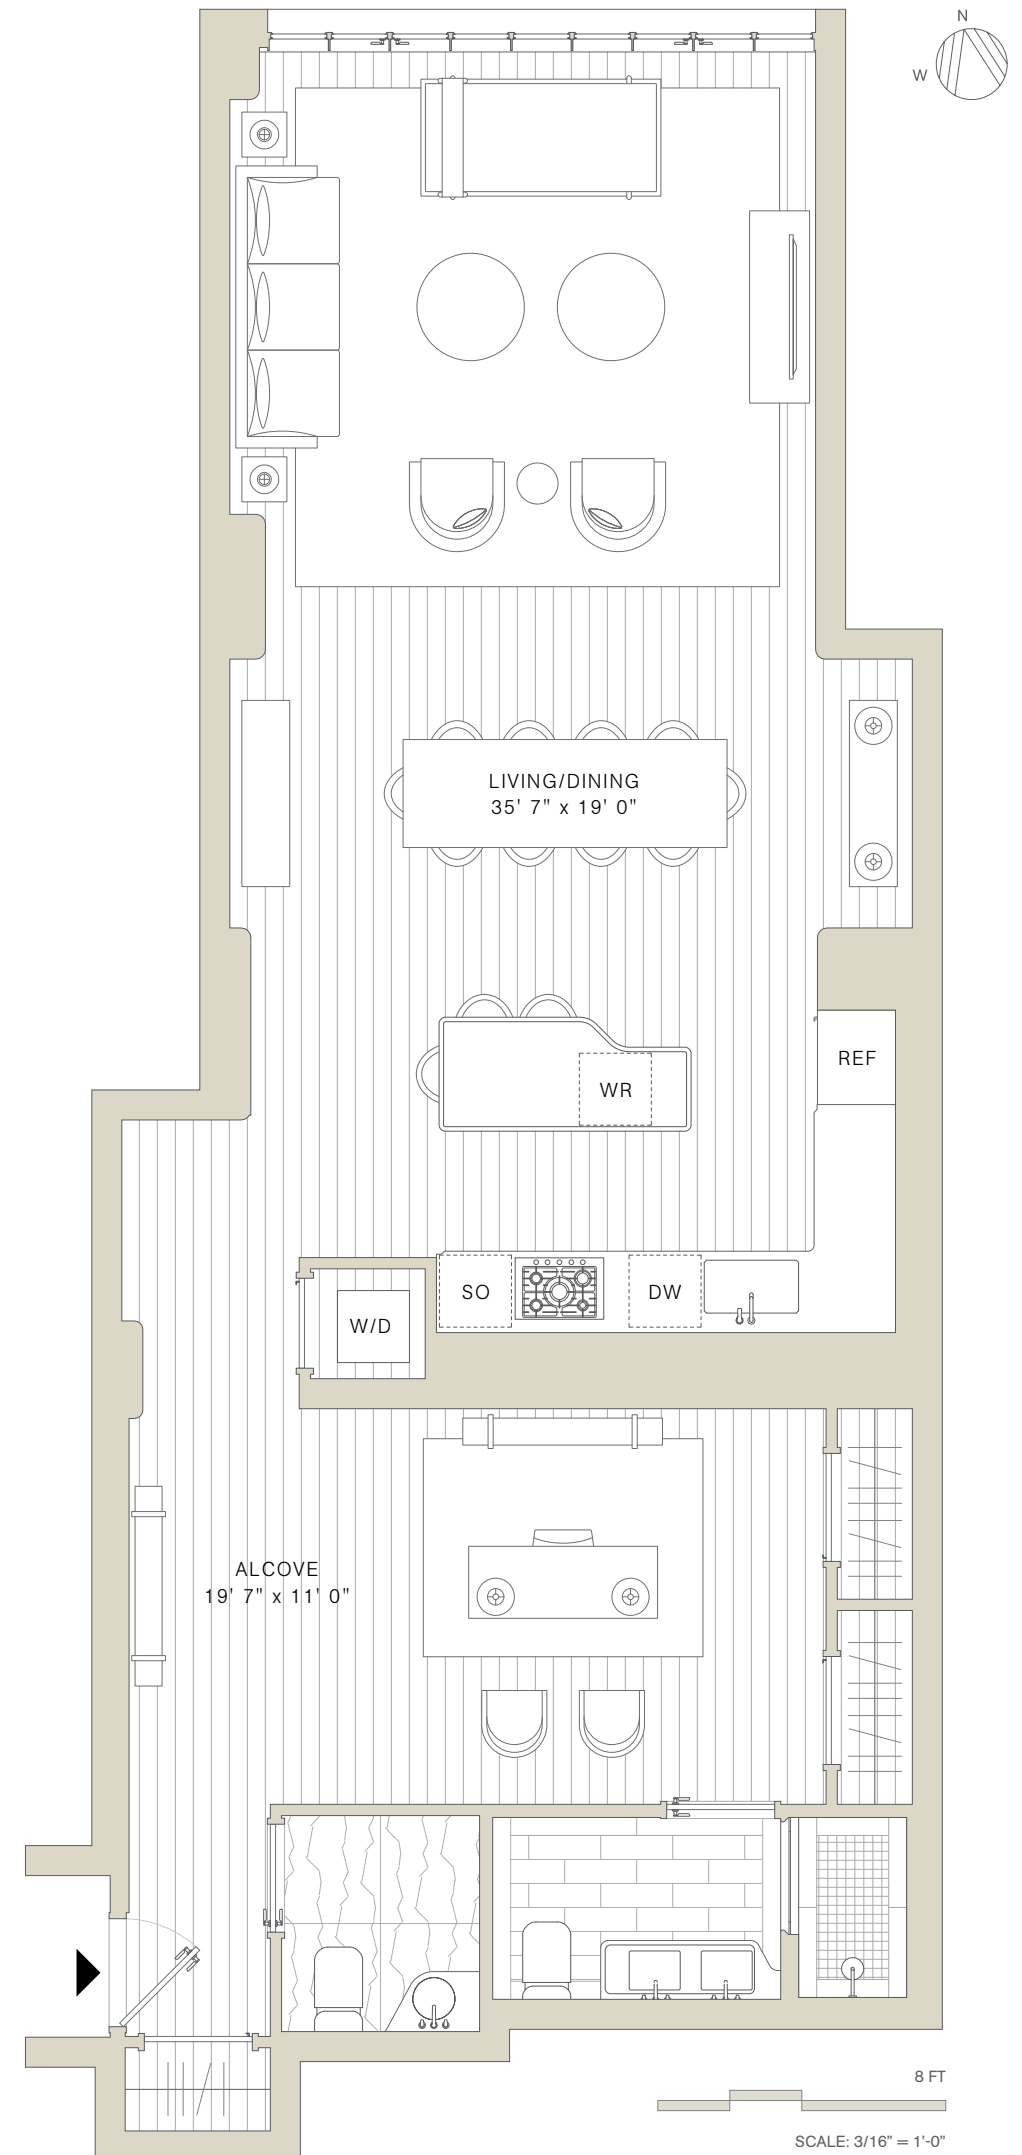 N
W
LIVING/DINING
35' 7" x 19' 0"
REF
WR
SO
DW
W/D
ALCOVE
19' 7" x 11' 0"
8 FT
SCALE: 3/16” = 1’-0”